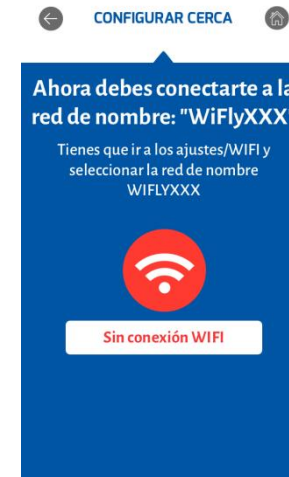 CONFIGURAR CERCA
Ahora debes conectarte a la
red de nombre: "WiFlyXXX"
Tienes que ir a los ajustes/WIFI y
seleccionar la red de nombre
WIFLYXXX
Sin conexión WIFI